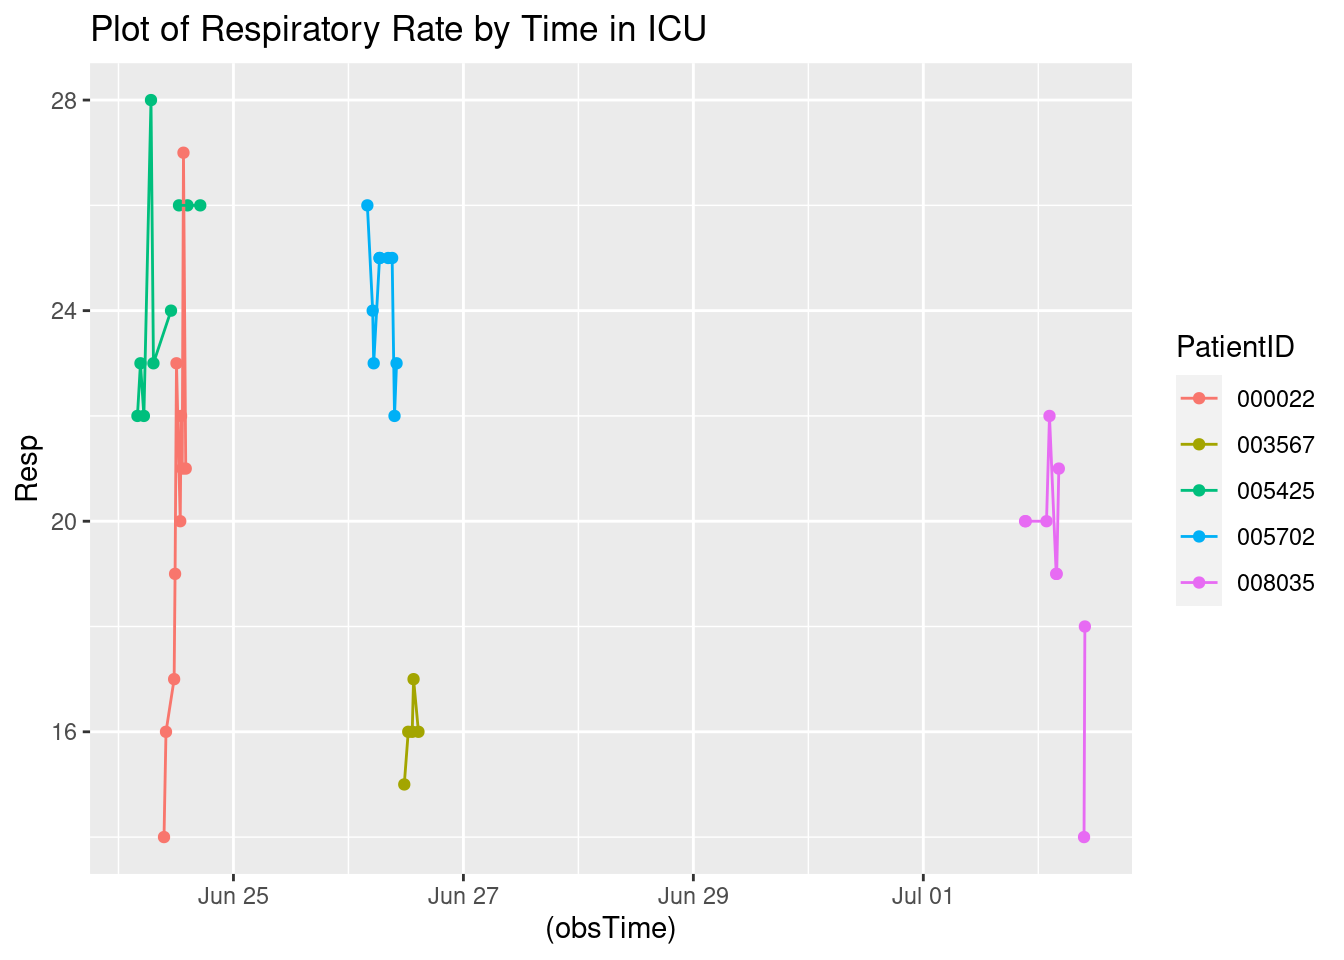 Plot of Respiratory Rate by Time in ICU
Resp
28
24
20
16
Jun 25
Jun 27
Jun 29
Jul 01
(obsTime)
PatientID
000022
003567
005425
005702
008035